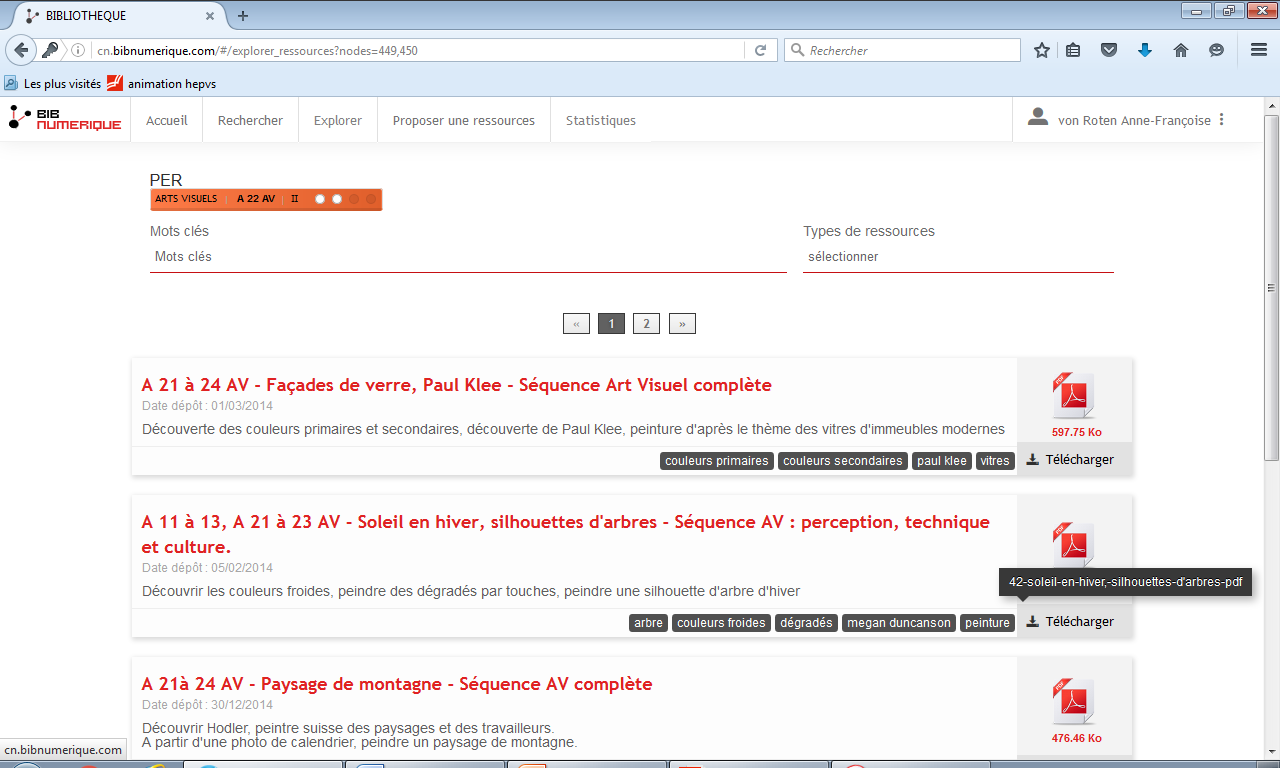 BIBLIOTHEQUE
cn.bibnumerique.com/#/explorer_ressources?nodes=449,450
Rechercher
Les plus visités
animation hepvs
BIB
NUMERIQUE
Accueil
Rechercher
Explorer
Proposer une ressources
Statistiques
von Roten Anne-Françoise
PER
ARTS VISUELS | A 22 AV | II
Mots clés
Types de ressources
Mots clés
sélectionner
« 1 2 »
A 21 à 24 AV - Façades de verre, Paul Klee - Séquence Art Visuel complète
Date dépôt : 01/03/2014
Découverte des couleurs primaires et secondaires, découverte de Paul Klee, peinture d'après le thème des vitres d'immeubles modernes
PDF
597.75 Ko
couleurs primaires couleurs secondaires paul klee vitres
Télécharger
A 11 à 13, A 21 à 23 AV - Soleil en hiver, silhouettes d'arbres - Séquence AV : perception, technique
et culture.
Date dépôt : 05/02/2014
Découvrir les couleurs froides, peindre des dégradés par touches, peindre une silhouette d'arbre d'hiver
PDF
42-soleil-en-hiver,-silhouettes-d'arbres-pdf
arbre couleurs froides dégradés megan duncanson peinture
Télécharger
A 21à 24 AV - Paysage de montagne - Séquence AV complète
Date dépôt : 30/12/2014
Découvrir Hodler, peintre suisse des paysages et des travailleurs.
A partir d'une photo de calendrier, peindre un paysage de montagne.
PDF
476.46 Ko
cn.bibnumerique.com